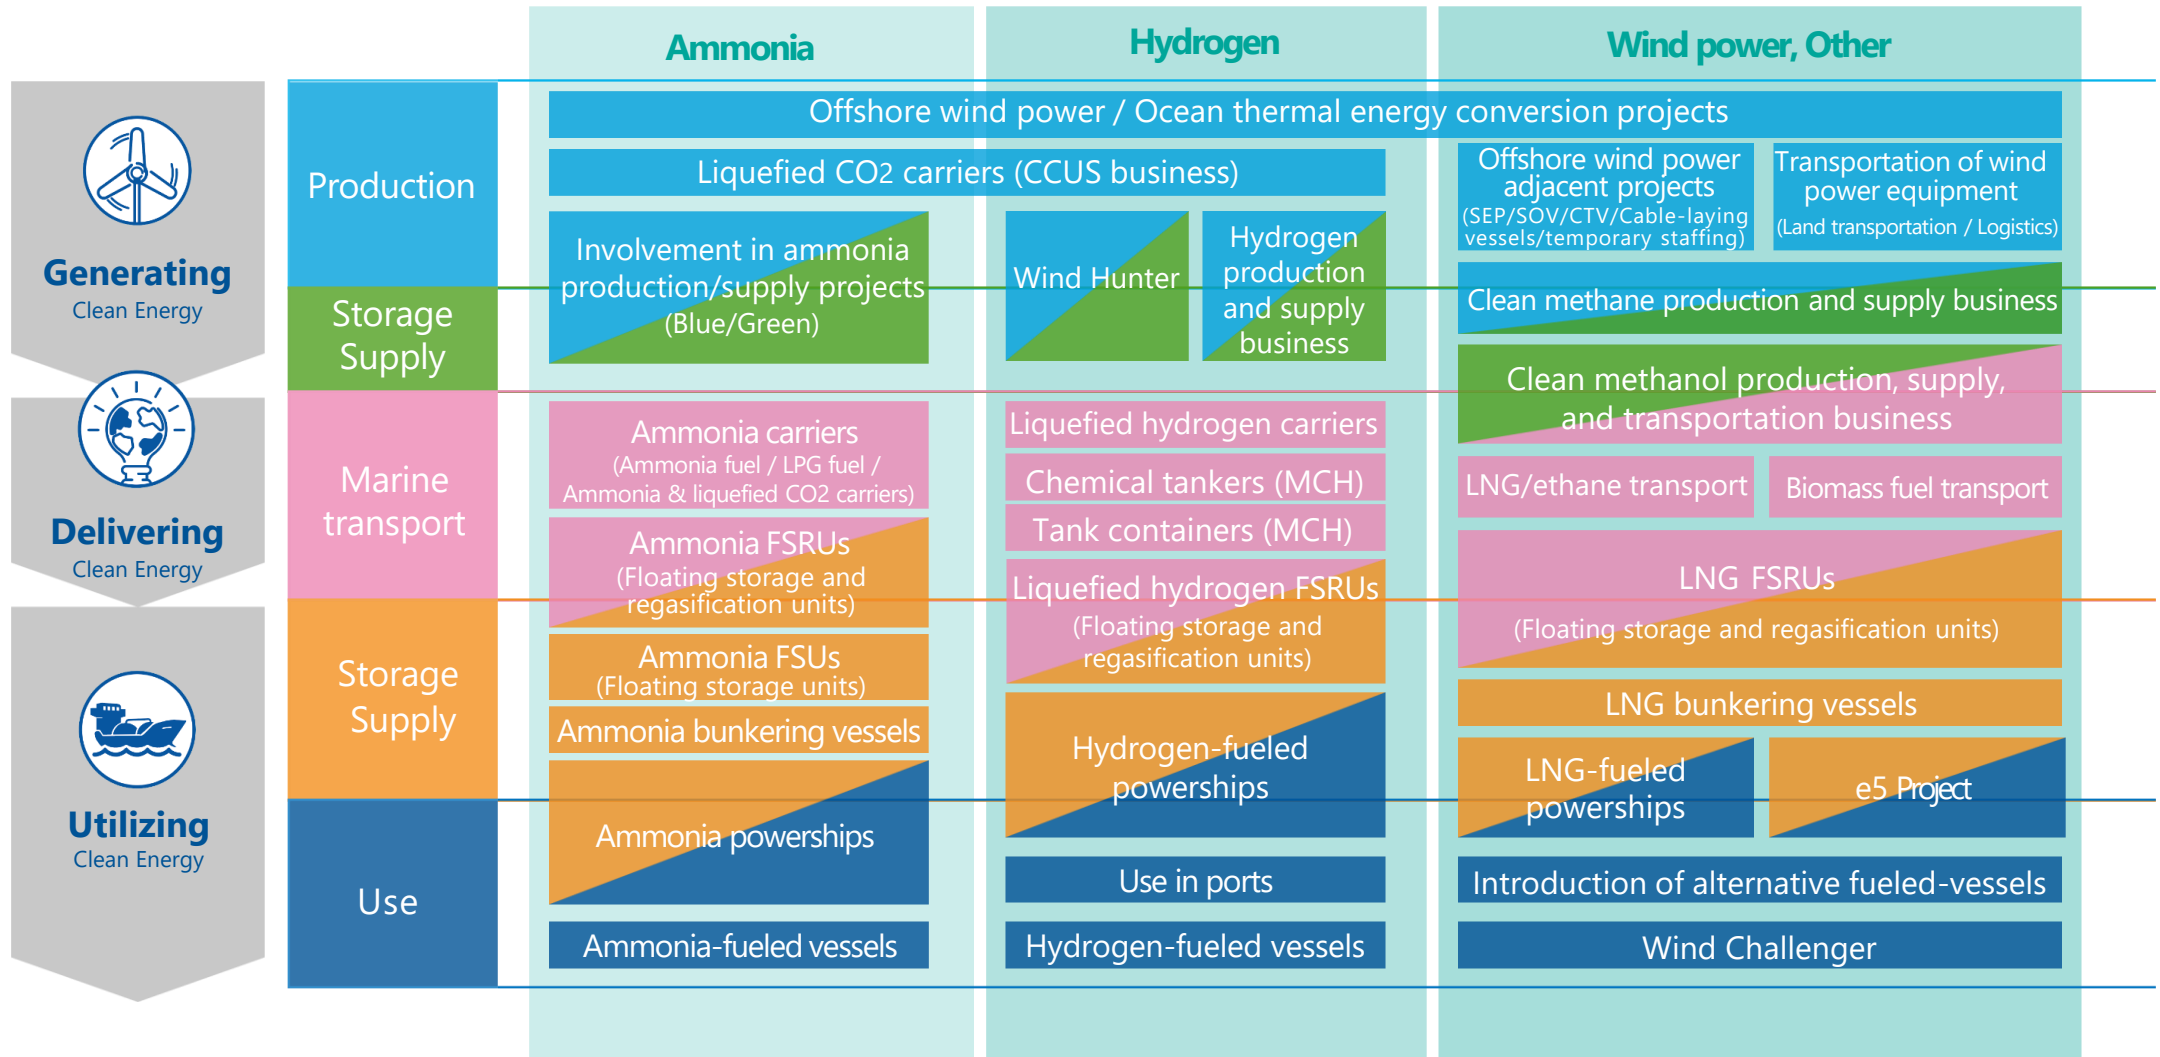 Ammonia
Hydrogen
Wind power, Other
Generating
Clean Energy
Delivering
Clean Energy
Utilizing
Clean Energy
Production
Storage
Supply
Marine
transport
Storage
Supply
Use
Offshore wind power / Ocean thermal energy conversion projects
Liquefied CO2 carriers (CCUS business)
Involvement in ammonia
production/supply projects
(Blue/Green)
Ammonia carriers
(Ammonia fuel / LPG fuel /
Ammonia & liquefied CO2 carriers)
Ammonia FSRUs
(Floating storage and
regasification units)
Ammonia FSUs
(Floating storage units)
Ammonia bunkering vessels
Ammonia powerships
Ammonia-fueled vessels
Wind Hunter
Hydrogen
production
and supply
business
Liquefied hydrogen carriers
Chemical tankers (MCH)
Tank containers (MCH)
Liquefied hydrogen FSRUs
(Floating storage and
regasification units)
Hydrogen-fueled
powerships
Use in ports
Hydrogen-fueled vessels
Offshore wind power
adjacent projects
(SEP/SOV/CTV/Cable-laying
vessels/temporary staffing)
Transportation of wind
power equipment
(Land transportation / Logistics)
Clean methane production and supply business
Clean methanol production, supply,
and transportation business
LNG/ethane transport
Biomass fuel transport
LNG FSRUs
(Floating storage and regasification units)
LNG bunkering vessels
LNG-fueled
powerships
e5 Project
Introduction of alternative fueled-vessels
Wind Challenger